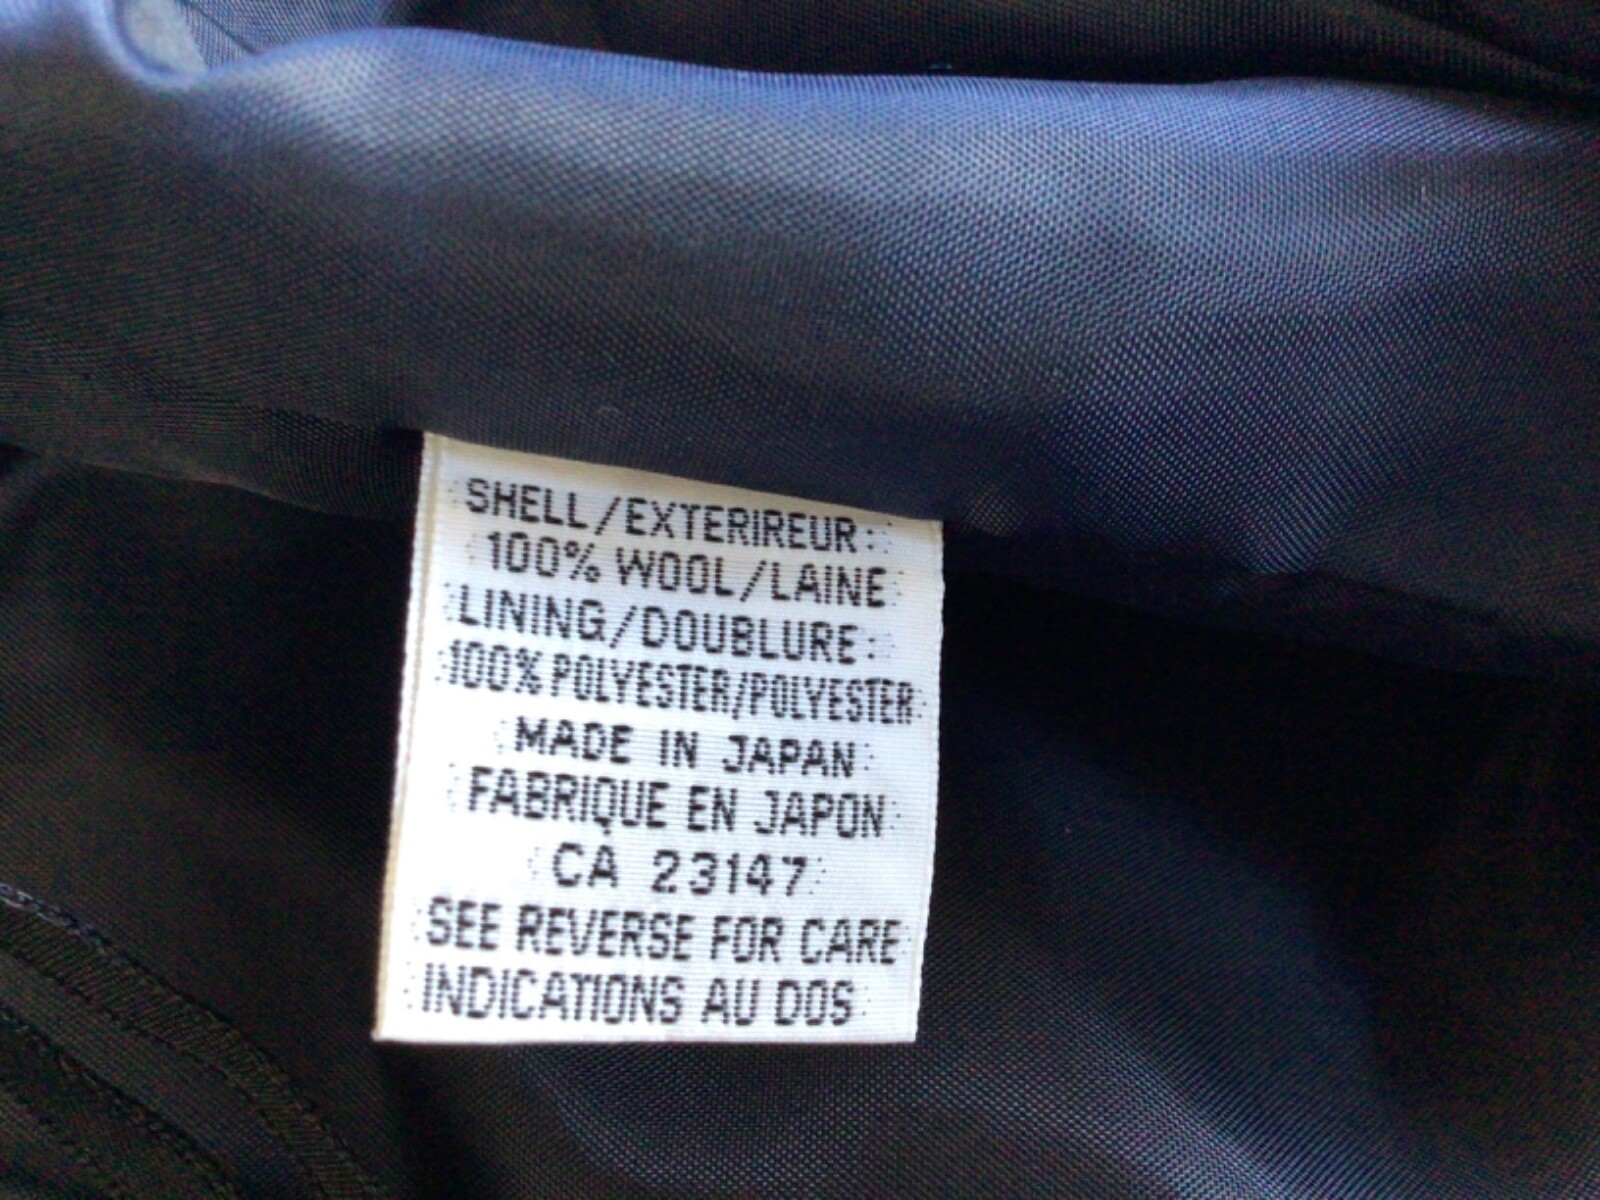 SHELL/EXTERIREUR:
100% WOOL/LAINE
LINING/DOUBLURE:
100% POLYESTER/POLYESTER
MADE IN JAPAN
FABRIQUE EN JAPON
CA 23147
SEE REVERSE FOR CARE
INDICATIONS AU DOS